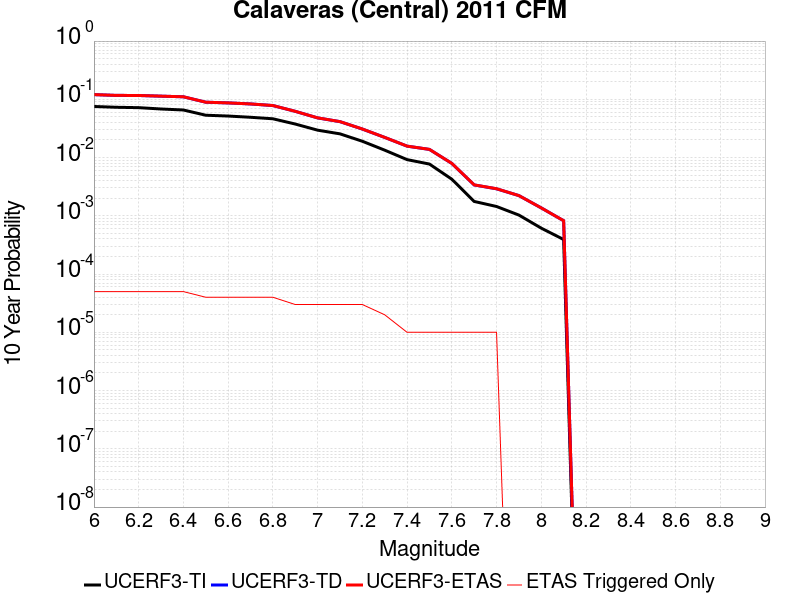 Calaveras (Central) 2011 CFM
10 Year Probability
10^0
10^-1
10^-2
10^-3
10^-4
10^-5
10^-6
10^-7
10^-8
6 6.2 6.4 6.6 6.8 7 7.2 7.4 7.6 7.8 8 8.2 8.4 8.6 8.8 9
Magnitude
UCERF3-TI UCERF3-TD UCERF3-ETAS ETAS Triggered Only